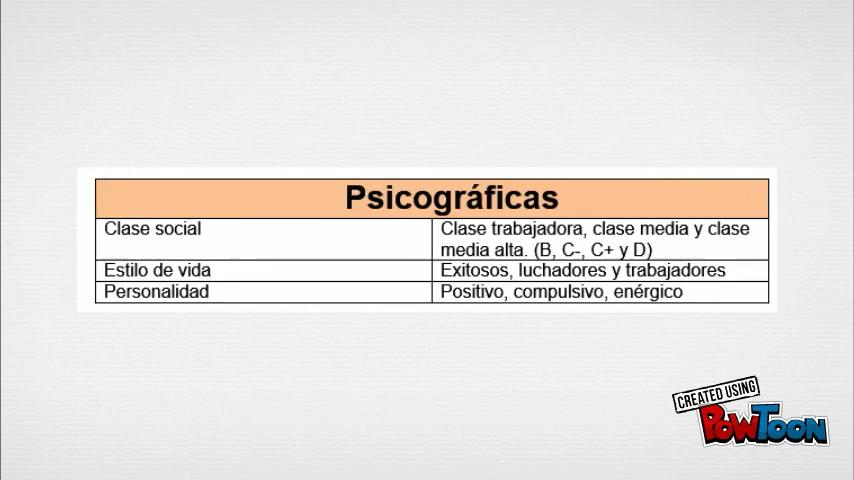 Psicográficas
Clase social
Clase trabajadora, clase media y clase
media alta. (B, C-, C+ y D)
Estilo de vida
Exitosos, luchadores y trabajadores
Personalidad
Positivo, compulsivo, enérgico
CREATED USING
POWTOON